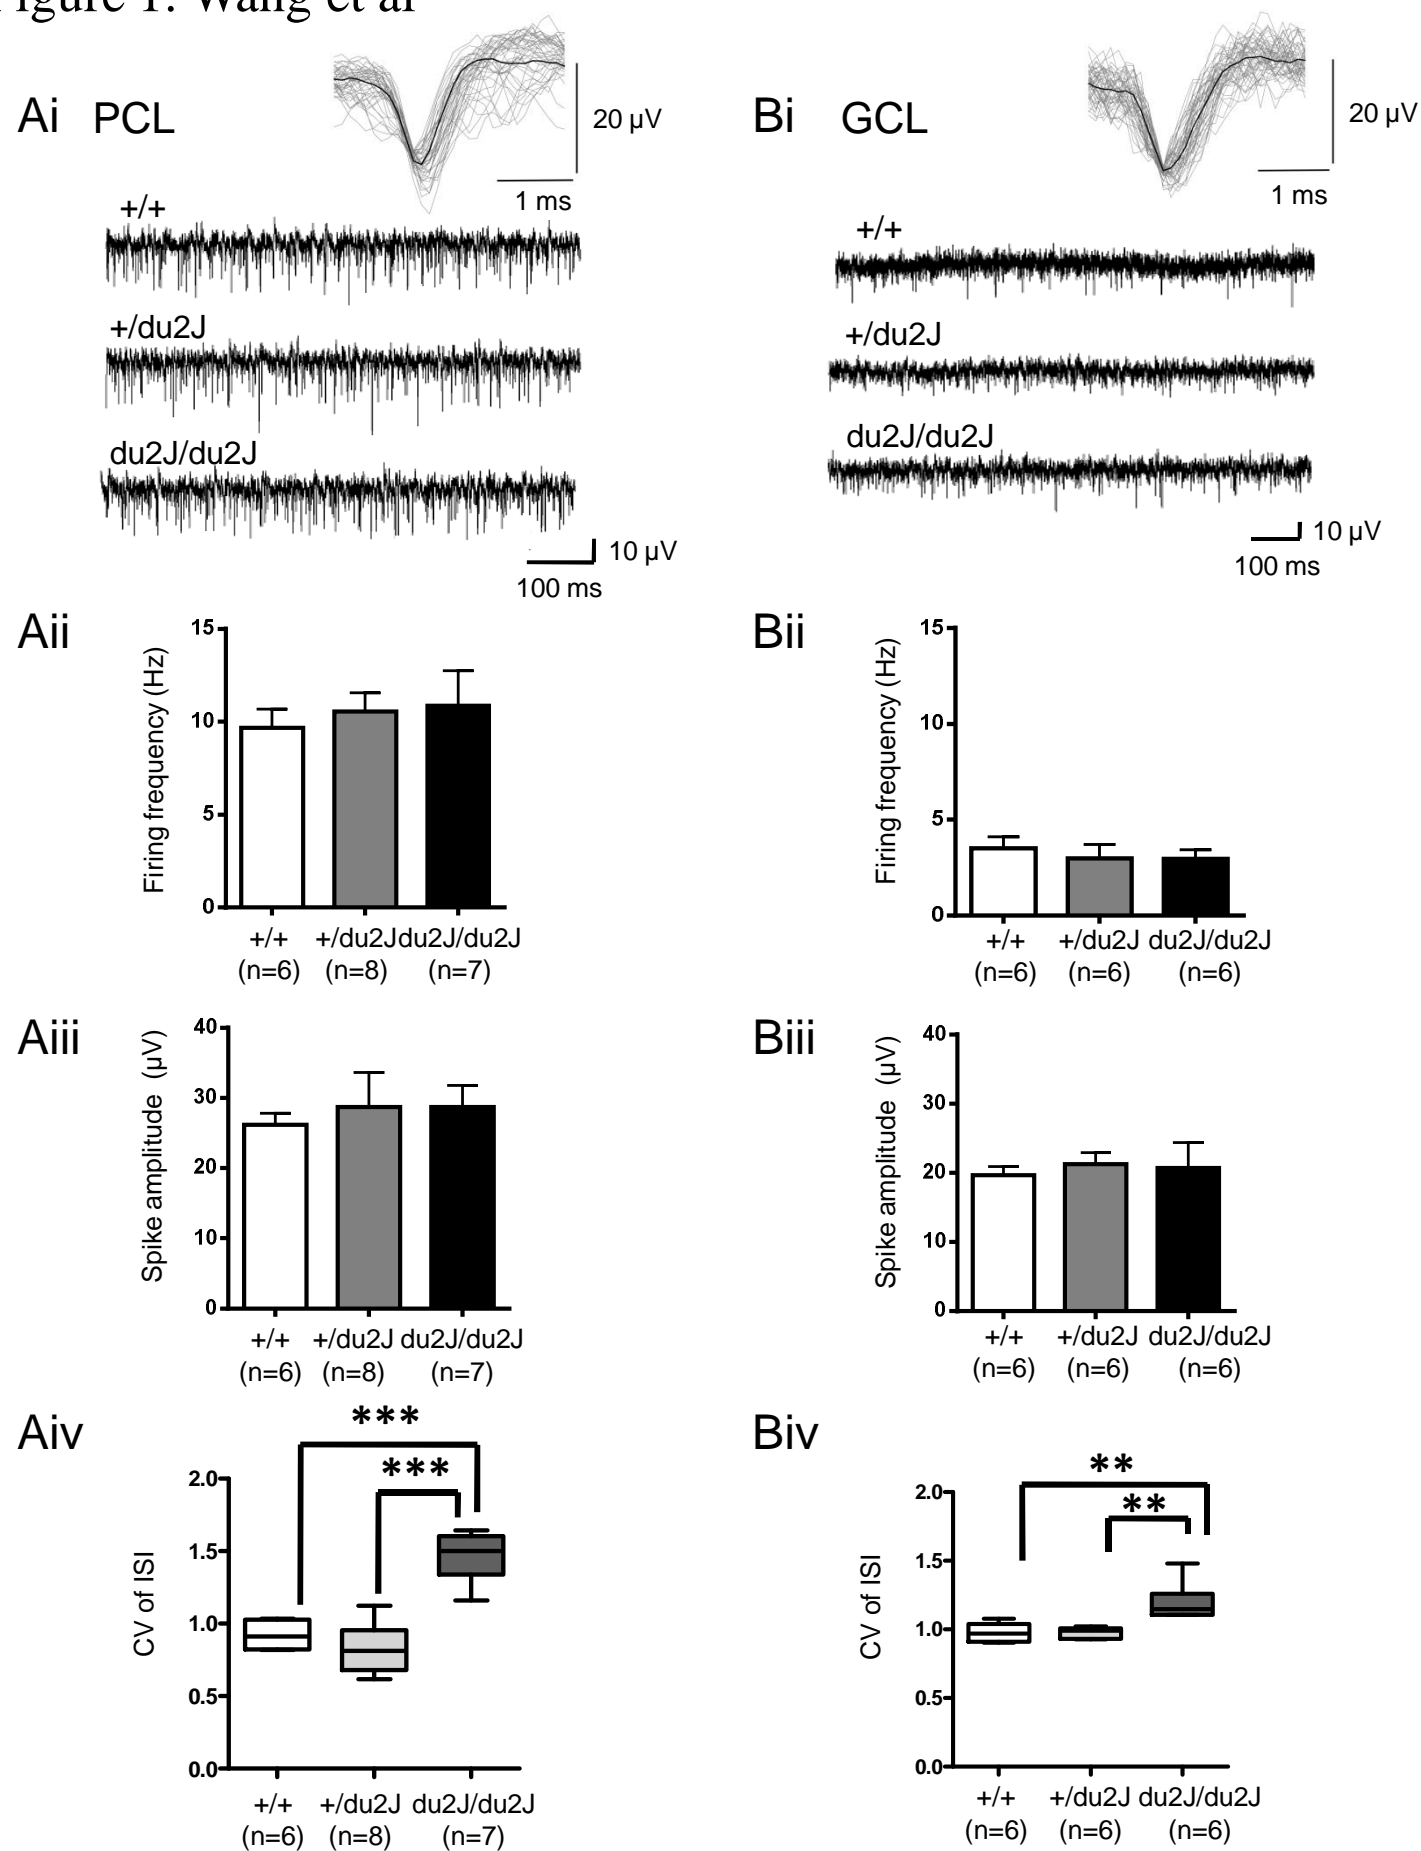 Figure 1. Wang et al
Ai PCL
20 µV
1 ms
+/+
+/du2J
du2J/du2J
10 µV
100 ms
Bi GCL
20 µV
1 ms
+/+
+/du2J
du2J/du2J
10 µV
100 ms
Aii
Firing frequency (Hz)
15
10
5
0
+/+ +/du2J du2J/du2J
(n=6) (n=8) (n=7)
Bii
Firing frequency (Hz)
15
10
5
0
+/+ +/du2J du2J/du2J
(n=6) (n=6) (n=6)
Aiii
Spike amplitude (µV)
40
30
20
10
0
+/+ +/du2J du2J/du2J
(n=6) (n=8) (n=7)
Biii
Spike amplitude (µV)
40
30
20
10
0
+/+ +/du2J du2J/du2J
(n=6) (n=6) (n=6)
Aiv
***
***
CV of ISI
2.0
1.5
1.0
0.5
0.0
+/+ +/du2J du2J/du2J
(n=6) (n=8) (n=7)
Biv
**
**
CV of ISI
2.0
1.5
1.0
0.5
0.0
+/+ +/du2J du2J/du2J
(n=6) (n=6) (n=6)